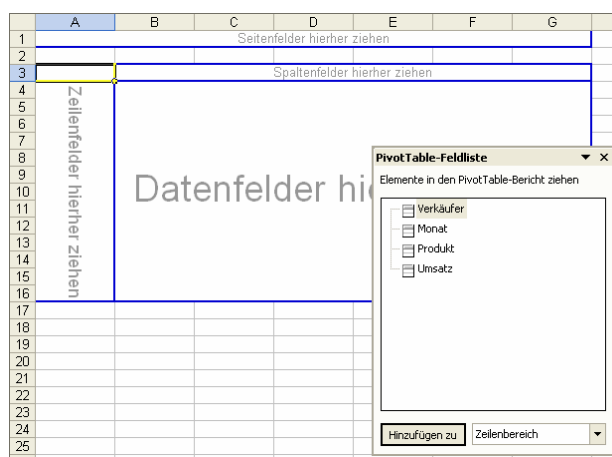 A B C D E F G
1 Seitenfelder hierher ziehen
2
3 Spaltenfelder hierher ziehen
4
5
6
7
8
9
10
11
12
13
14
15
16
Zeilenfelder hierher ziehen
Datenfelder hi
17
18
19
20
21
22
23
24
25
PivotTable-Feldliste
Elemente in den PivotTable-Bericht ziehen
Verkäufer
Monat
Produkt
Umsatz
Hinzufügen zu Zeilenbereich